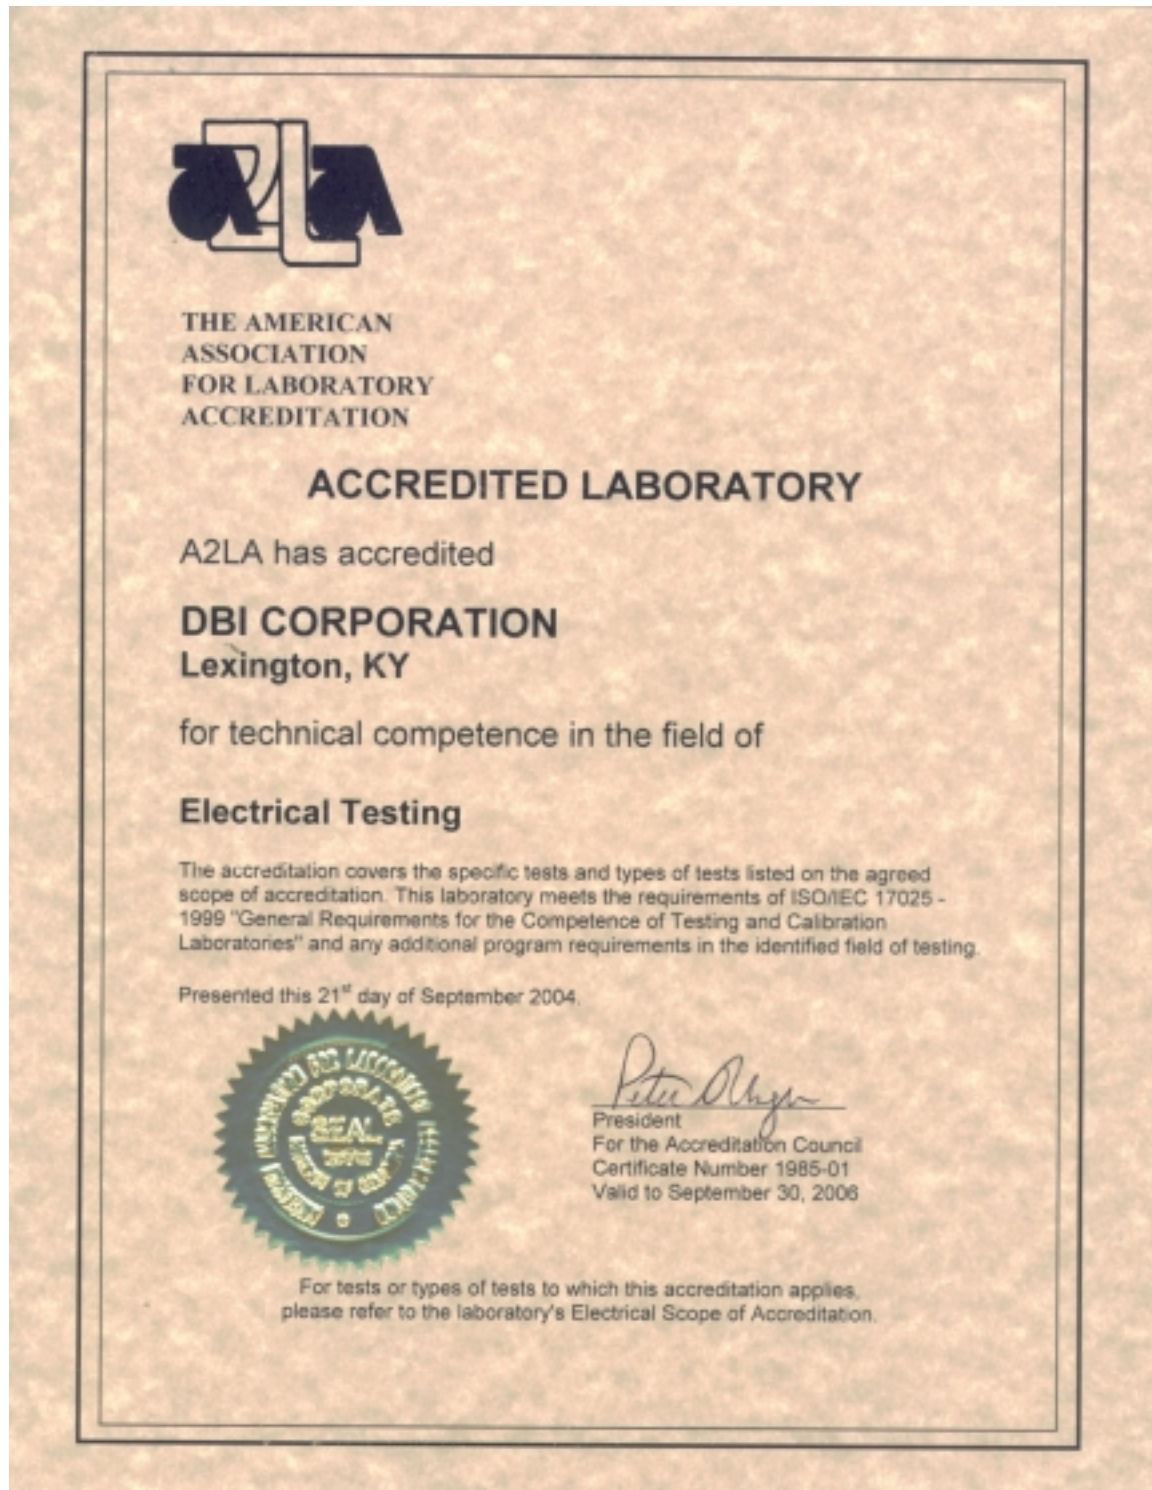 A2LA
THE AMERICAN
ASSOCIATION
FOR LABORATORY
ACCREDITATION
ACCREDITED LABORATORY
A2LA has accredited
DBI CORPORATION
Lexington, KY
for technical competence in the field of
Electrical Testing
The accreditation covers the specific tests and types of tests listed on the agreed
scope of accreditation. This laboratory meets the requirements of ISO/IEC 17025 -
1999 "General Requirements for the Competence of Testing and Calibration
Laboratories" and any additional program requirements in the identified field of testing.
Presented this 21st day of September 2004.
CORPORATE
SEAL
President
For the Accreditation Council
Certificate Number 1985-01
Valid to September 30, 2006
For tests or types of tests to which this accreditation applies,
please refer to the laboratory's Electrical Scope of Accreditation.